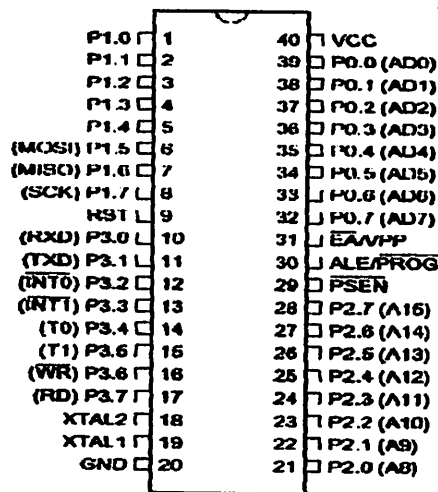 P1.0 1 40 VCC
P1.1 2 39 P0.0 (AD0)
P1.2 3 38 P0.1 (AD1)
P1.3 4 37 P0.2 (AD2)
P1.4 5 36 P0.3 (AD3)
(MOSI) P1.5 6 35 P0.4 (AD4)
(MISO) P1.6 7 34 P0.5 (AD5)
(SCK) P1.7 8 33 P0.6 (AD6)
RST 9 32 P0.7 (AD7)
(RXD) P3.0 10 31 E̅A̅/VPP
(TXD) P3.1 11 30 ALE/P̅R̅O̅G̅
(I̅N̅T̅0̅) P3.2 12 29 P̅S̅E̅N̅
(I̅N̅T̅1̅) P3.3 13 28 P2.7 (A15)
(T0) P3.4 14 27 P2.6 (A14)
(T1) P3.5 15 26 P2.5 (A13)
(W̅R̅) P3.6 16 25 P2.4 (A12)
(R̅D̅) P3.7 17 24 P2.3 (A11)
XTAL2 18 23 P2.2 (A10)
XTAL1 19 22 P2.1 (A9)
GND 20 21 P2.0 (A8)